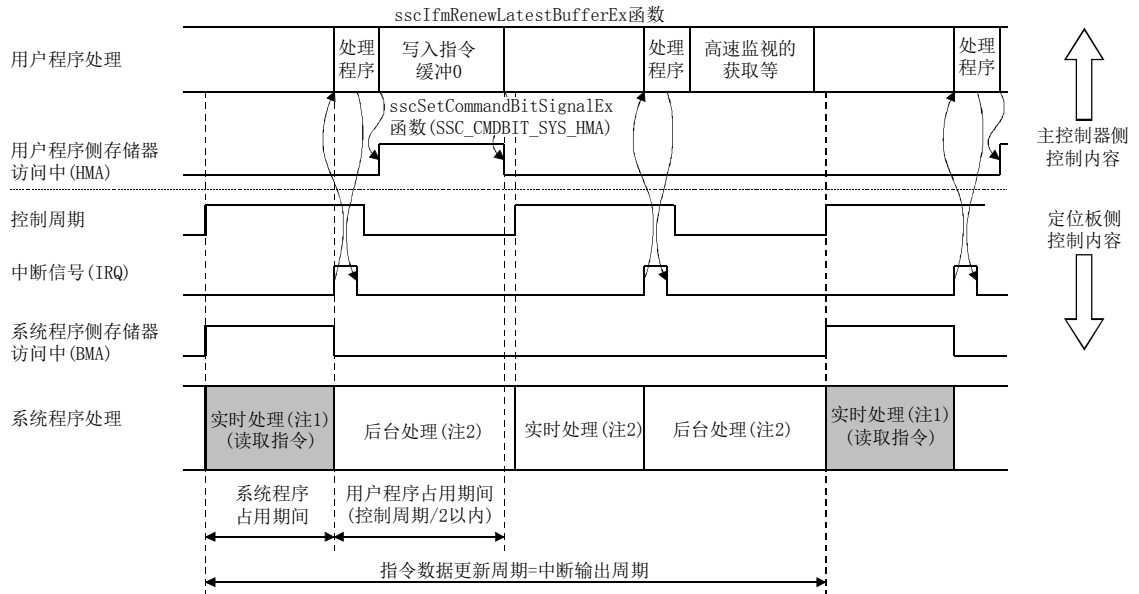 sscIfmRenewLatestBufferEx函数
用户程序处理
处理
程序
写入指令
缓冲0
处理
程序
高速监视的
获取等
处理
程序
sscSetCommandBitSignalEx
函数(SSC_CMDBIT_SYS_HMA)
用户程序侧存储器
访问中(HMA)
主控制器侧
控制内容
控制周期
定位板侧
控制内容
中断信号(IRQ)
系统程序侧存储器
访问中(BMA)
系统程序处理
实时处理(注1)
(读取指令)
后台处理(注2)
实时处理(注2)
后台处理(注2)
实时处理(注1)
(读取指令)
系统程序
占用期间
用户程序占用期间
(控制周期/2以内)
指令数据更新周期=中断输出周期